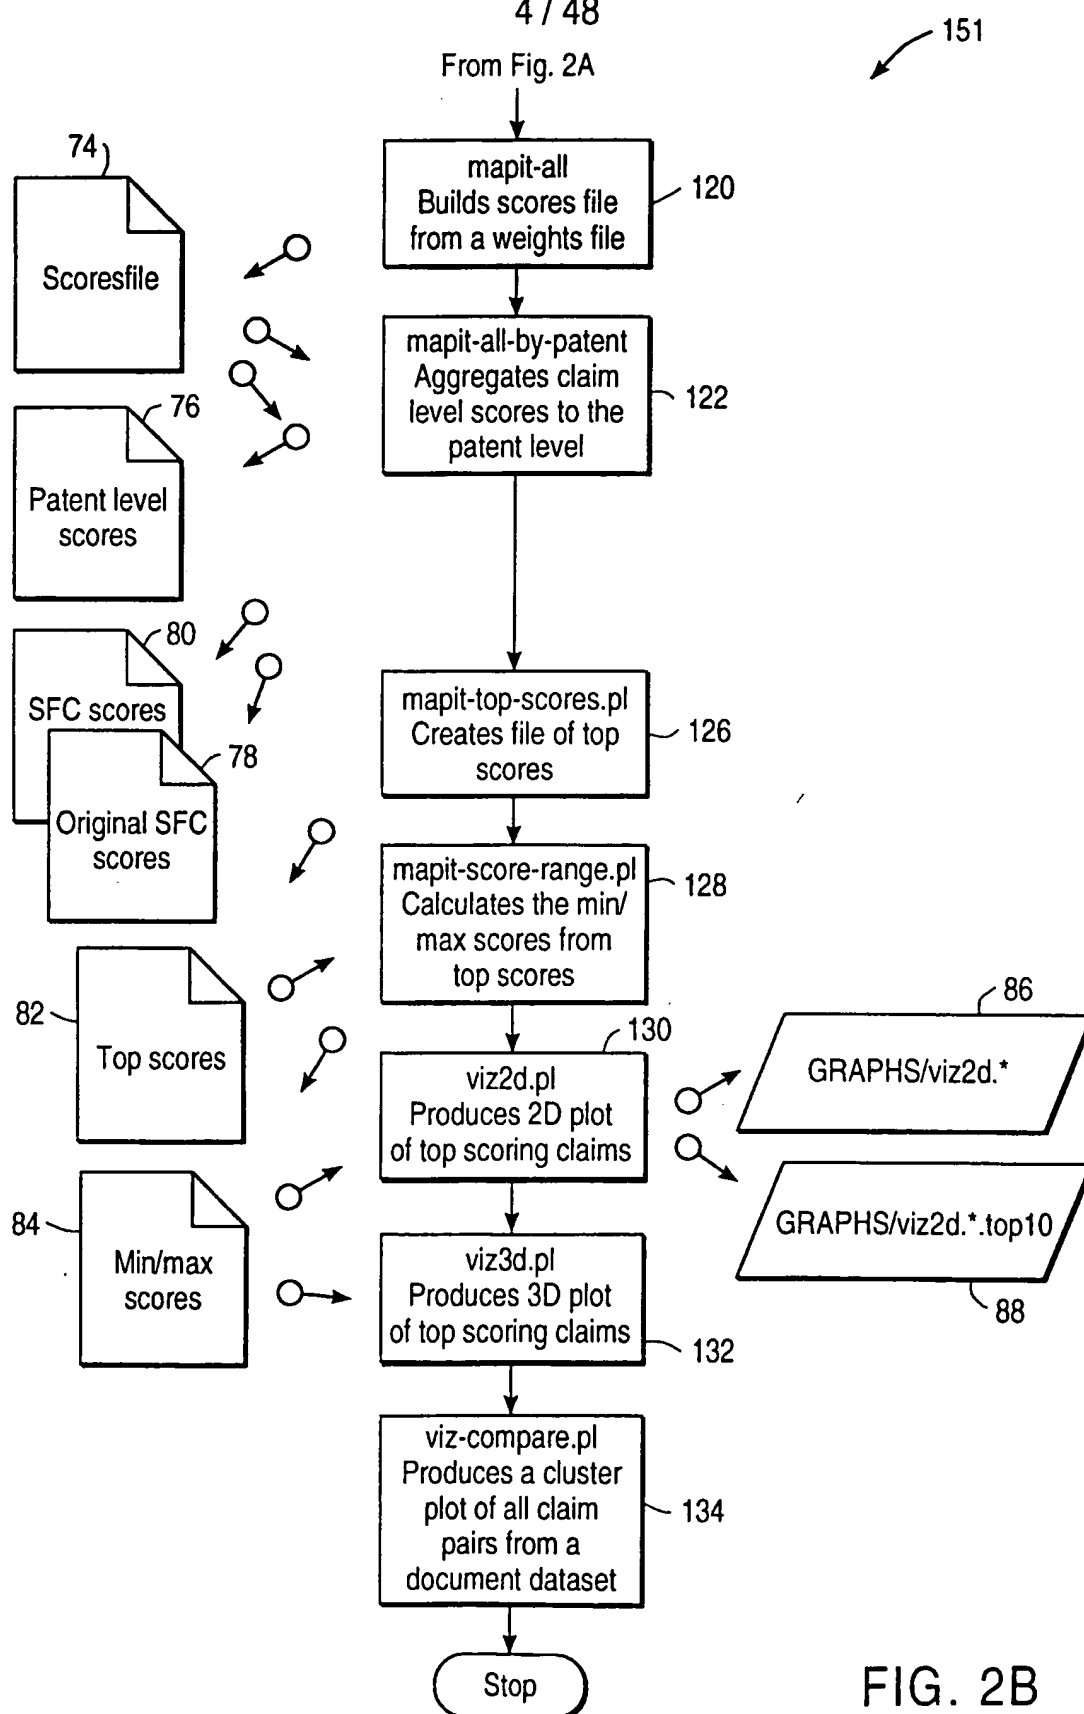 4 / 48
151
From Fig. 2A
74
mapit-all
Builds scores file
from a weights file
120
Scoresfile
mapit-all-by-patent
Aggregates claim
level scores to the
patent level
122
76
Patent level
scores
80
SFC scores
mapit-top-scores.pl
Creates file of top
scores
126
78
Original SFC
scores
mapit-score-range.pl
Calculates the min/
max scores from
top scores
128
82
Top scores
130
viz2d.pl
Produces 2D plot
of top scoring claims
86
GRAPHS/viz2d.*
GRAPHS/viz2d.*.top10
88
84
Min/max
scores
viz3d.pl
Produces 3D plot
of top scoring claims
132
viz-compare.pl
Produces a cluster
plot of all claim
pairs from a
document dataset
134
Stop
FIG. 2B